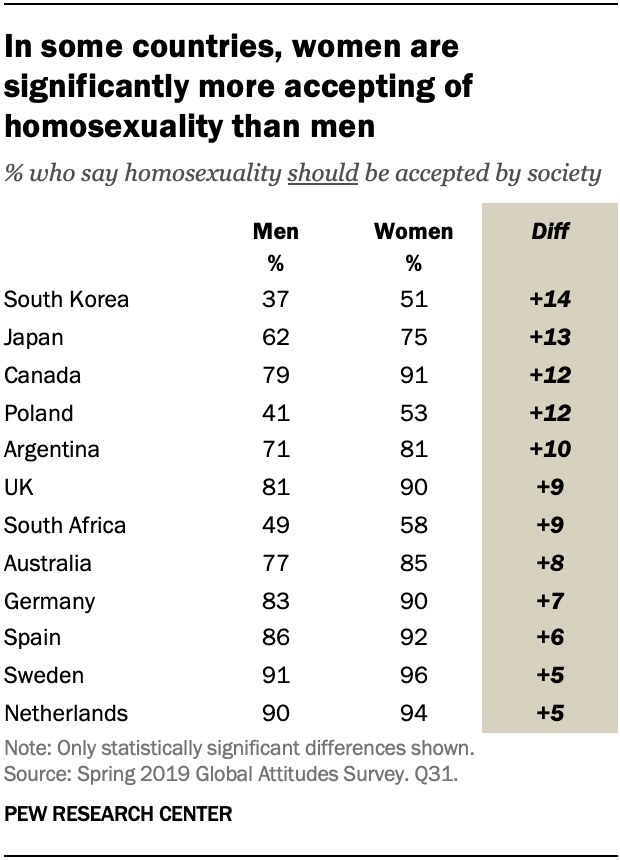 In some countries, women are
significantly more accepting of
homosexuality than men
% who say homosexuality should be accepted by society
Men Women Diff
% %
South Korea 37 51 +14
Japan 62 75 +13
Canada 79 91 +12
Poland 41 53 +12
Argentina 71 81 +10
UK 81 90 +9
South Africa 49 58 +9
Australia 77 85 +8
Germany 83 90 +7
Spain 86 92 +6
Sweden 91 96 +5
Netherlands 90 94 +5
Note: Only statistically significant differences shown.
Source: Spring 2019 Global Attitudes Survey. Q31.
PEW RESEARCH CENTER